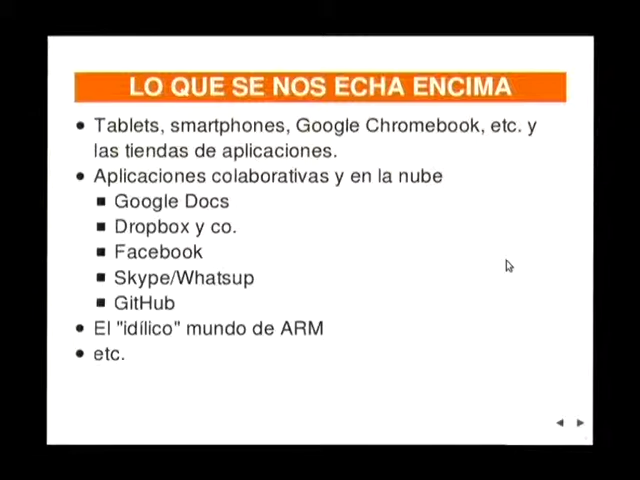 LO QUE SE NOS ECHA ENCIMA
Tablets, smartphones, Google Chromebook, etc. y
las tiendas de aplicaciones.
Aplicaciones colaborativas y en la nube
Google Docs
Dropbox y co.
Facebook
Skype/Whatsup
GitHub
El "idílico" mundo de ARM
etc.